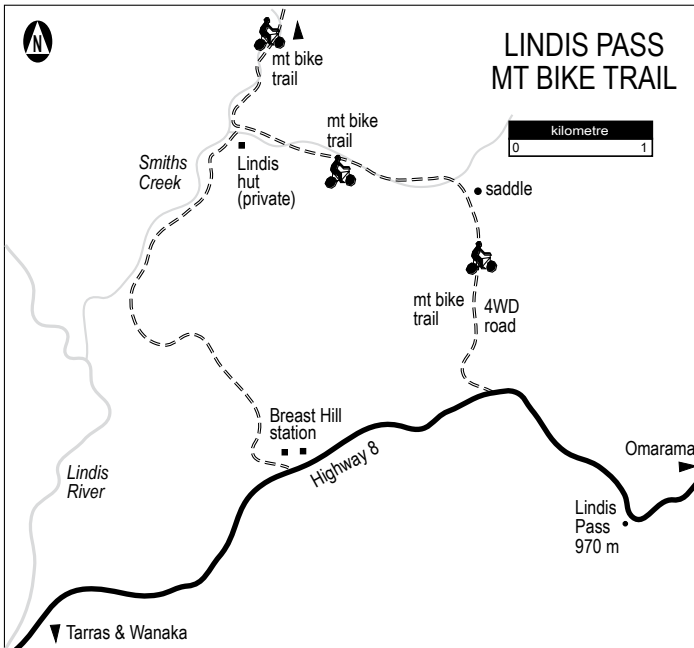 N
LINDIS PASS
MT BIKE TRAIL
mt bike
trail
kilometre
0 1
mt bike
trail
Smiths
Creek
Lindis
hut
(private)
saddle
mt bike
trail
4WD
road
Breast Hill
station
Highway 8
Omarama
Lindis
River
Lindis
Pass
970 m
Tarras & Wanaka